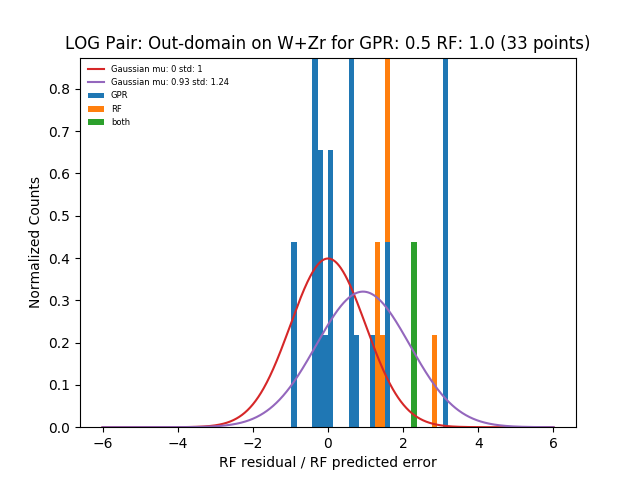 LOG Pair: Out-domain on W+Zr for GPR: 0.5 RF: 1.0 (33 points)
Gaussian mu: 0 std: 1
Gaussian mu: 0.93 std: 1.24
GPR
RF
both
Normalized Counts
0.8
0.7
0.6
0.5
0.4
0.3
0.2
0.1
0.0
−6 −4 −2 0 2 4 6
RF residual / RF predicted error